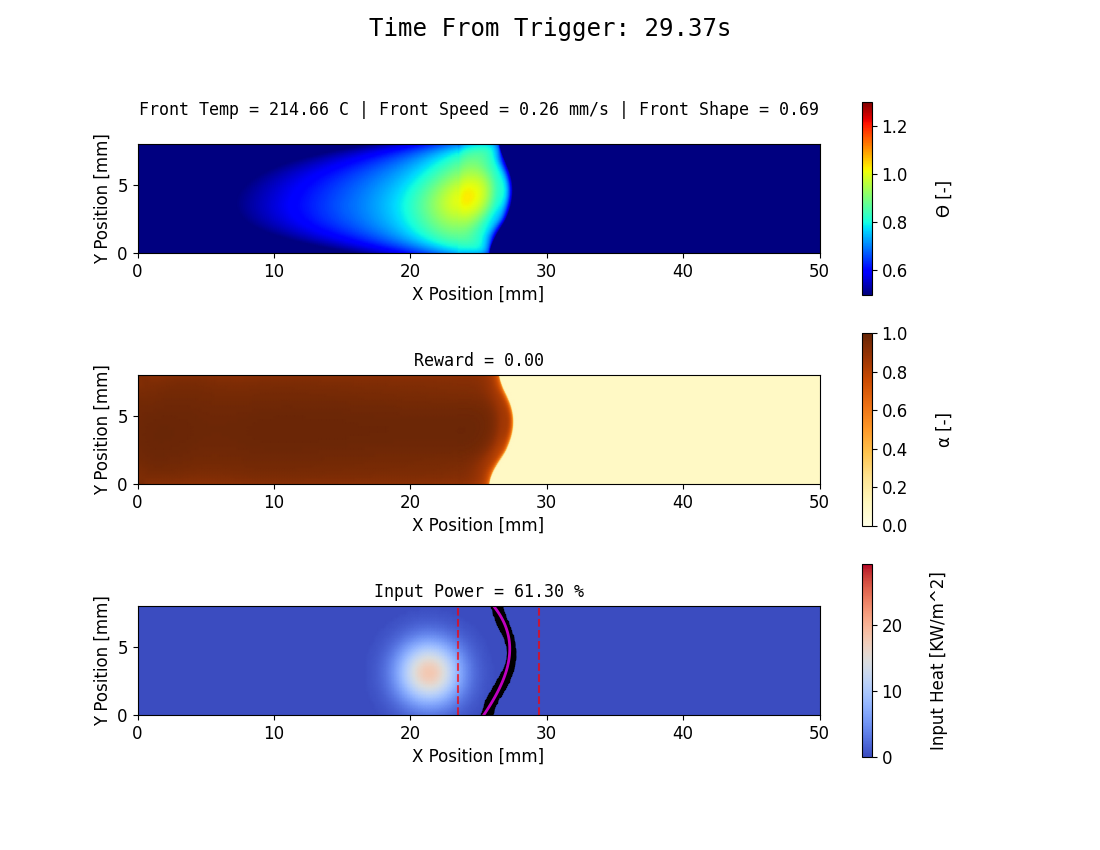 Time From Trigger: 29.37s
Front Temp = 214.66 C | Front Speed = 0.26 mm/s | Front Shape = 0.69
Y Position [mm]
5
0
0 10 20 30 40 50
X Position [mm]
1.2
1.0
0.8
0.6
Θ [-]
Reward = 0.00
Y Position [mm]
5
0
0 10 20 30 40 50
X Position [mm]
1.0
0.8
0.6
0.4
0.2
0.0
α [-]
Input Power = 61.30 %
Y Position [mm]
5
0
0 10 20 30 40 50
X Position [mm]
20
10
0
Input Heat [KW/m^2]